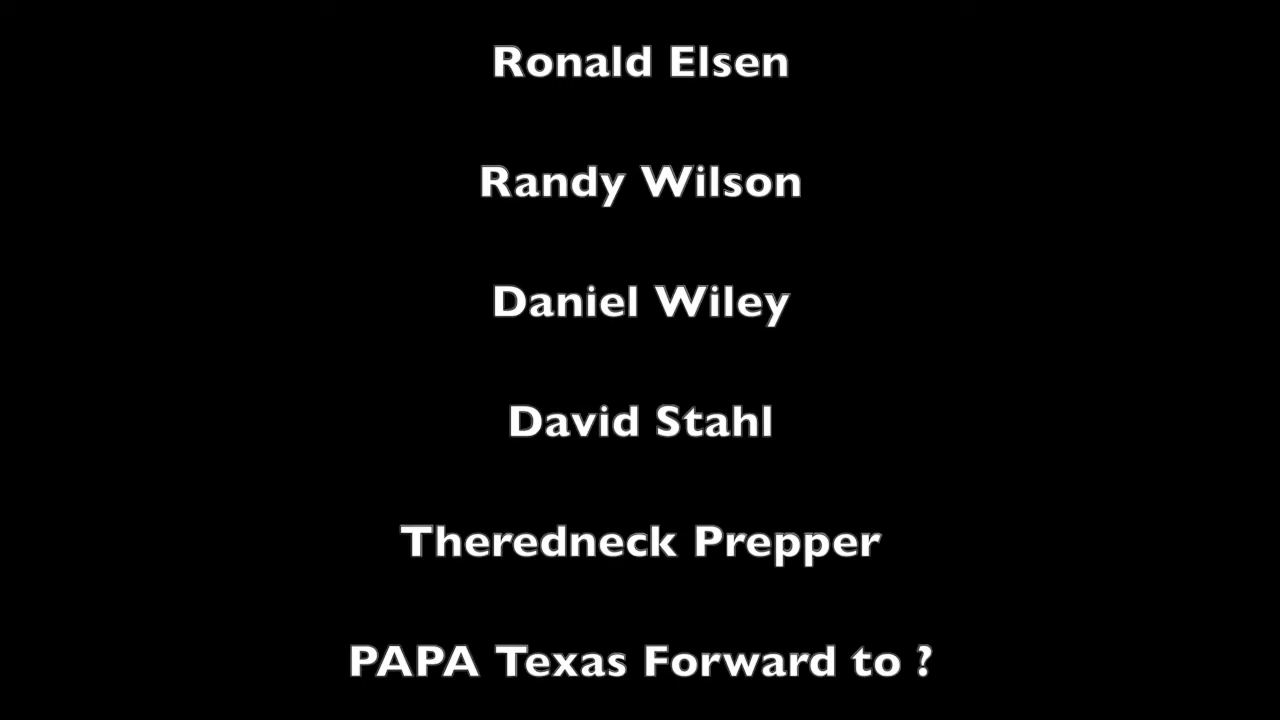 Ronald Elsen
Randy Wilson
Daniel Wiley
David Stahl
Theredneck Prepper
PAPA Texas Forward to ?